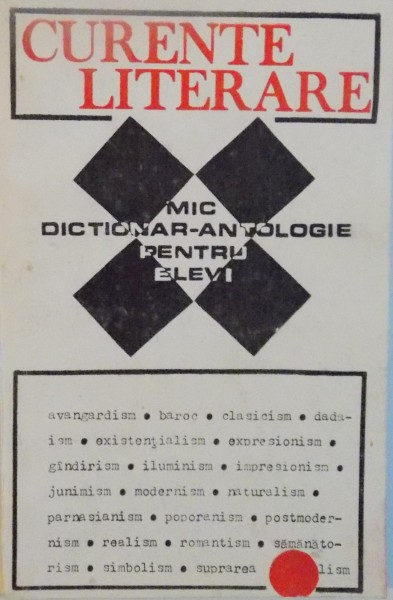 CURENTE
LITERARE
MIC
DICTIONAR-ANTOLOGIE
PENTRU
ELEVI
avangardism • baroc • clasicism • dada-
ism • existenţialism • expresionism •
gîndirism • iluminism • impresionism •
junimism • modernism • naturalism •
parnasianism • poporanism • postmoder-
nism • realism • romantism • sămănăto-
rism • simbolism • suprarea lism